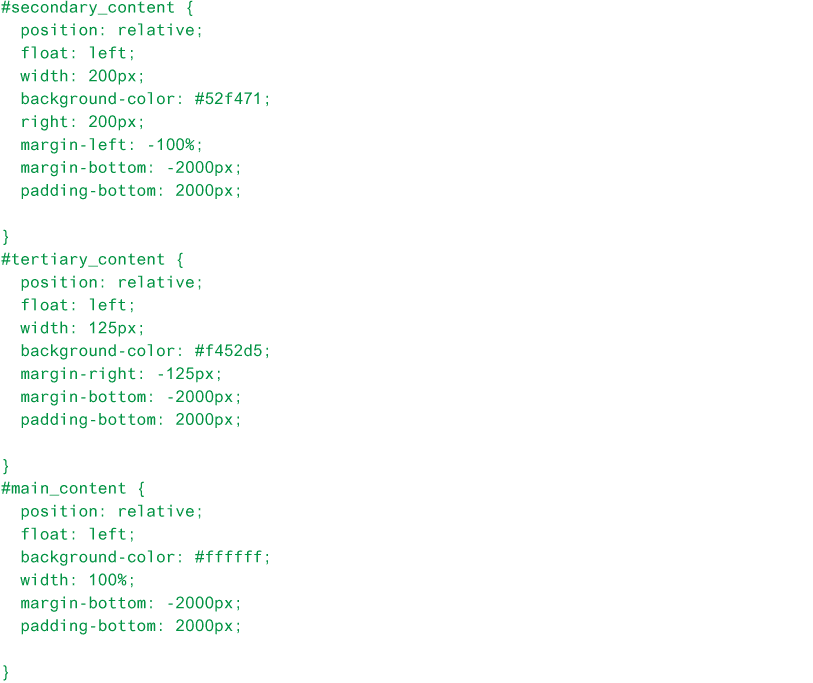 #secondary_content {
  position: relative;
  float: left;
  width: 200px;
  background-color: #52f471;
  right: 200px;
  margin-left: -100%;
  margin-bottom: -2000px;
  padding-bottom: 2000px;

}
#tertiary_content {
  position: relative;
  float: left;
  width: 125px;
  background-color: #f452d5;
  margin-right: -125px;
  margin-bottom: -2000px;
  padding-bottom: 2000px;

}
#main_content {
  position: relative;
  float: left;
  background-color: #ffffff;
  width: 100%;
  margin-bottom: -2000px;
  padding-bottom: 2000px;

}